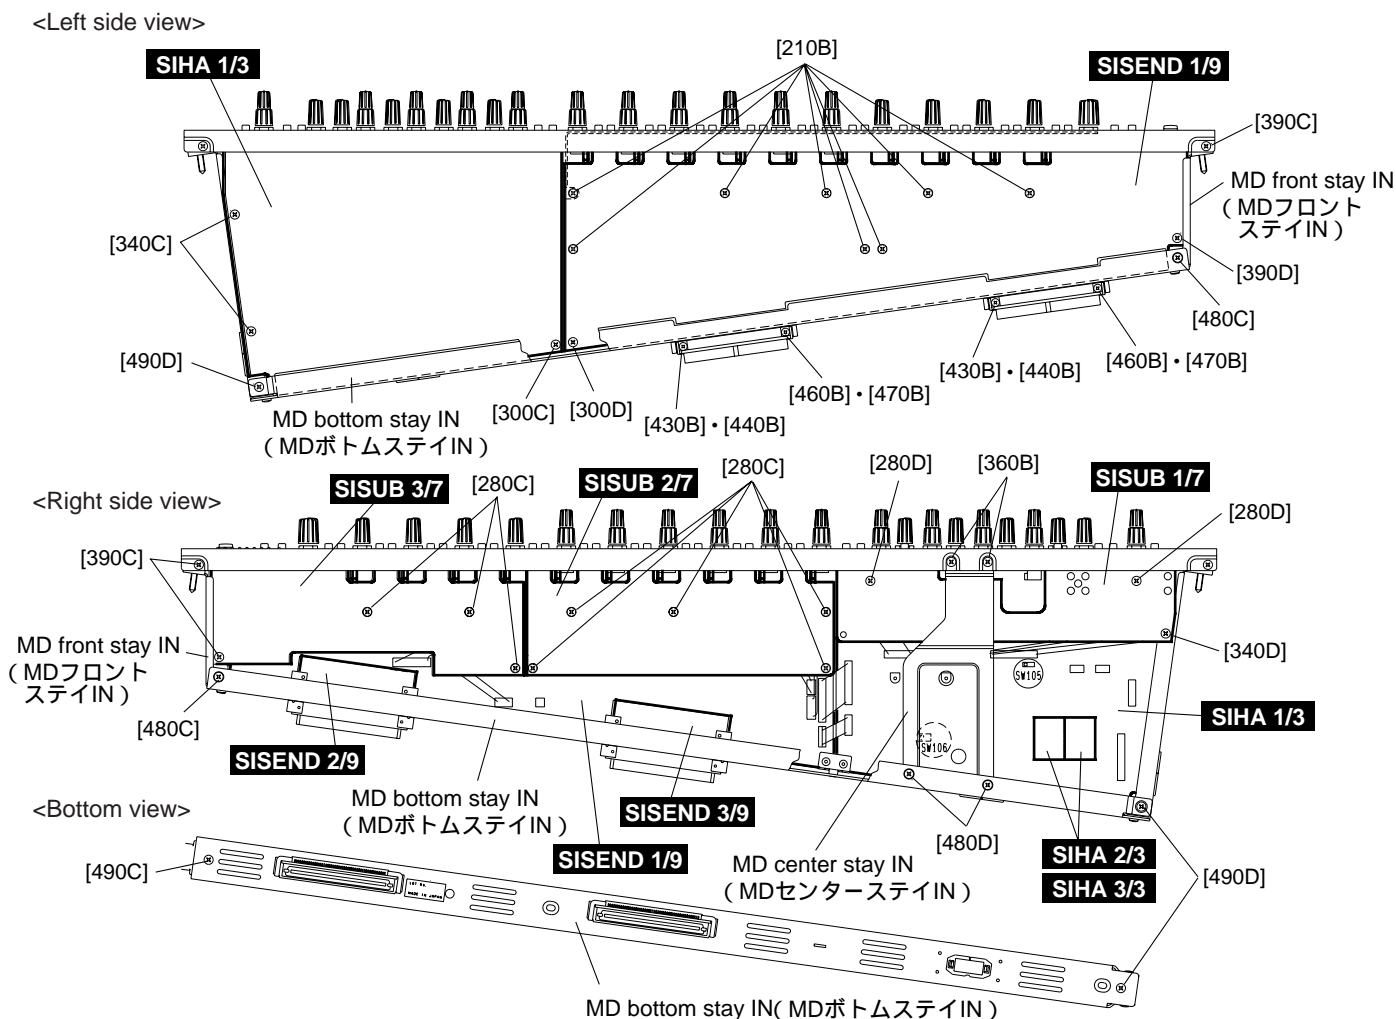 <Left side view>
[210B]
SIHA 1/3
SISEND 1/9
[390C]
MD front stay IN
( MDフロント
ステイIN )
[340C]
[390D]
[480C]
[490D]
[460B]・[470B]
[430B]・[440B]
[460B]・[470B]
[300C]
[300D]
[430B]・[440B]
MD bottom stay IN
( MDボトムステイIN )
<Right side view>
SISUB 3/7
[280C]
SISUB 2/7
[280C]
[280D]
[360B]
SISUB 1/7
[280D]
[390C]
MD front stay IN
( MDフロント
ステイIN )
[340D]
SW105
SIHA 1/3
[480C]
SW106
SISEND 2/9
MD bottom stay IN
( MDボトムステイIN )
SISEND 3/9
[480D]
SISEND 1/9
MD center stay IN
( MDセンターステイIN )
SIHA 2/3
SIHA 3/3
[490D]
<Bottom view>
[490C]
LOT NO.
MADE IN JAPAN
MD bottom stay IN( MDボトムステイIN )